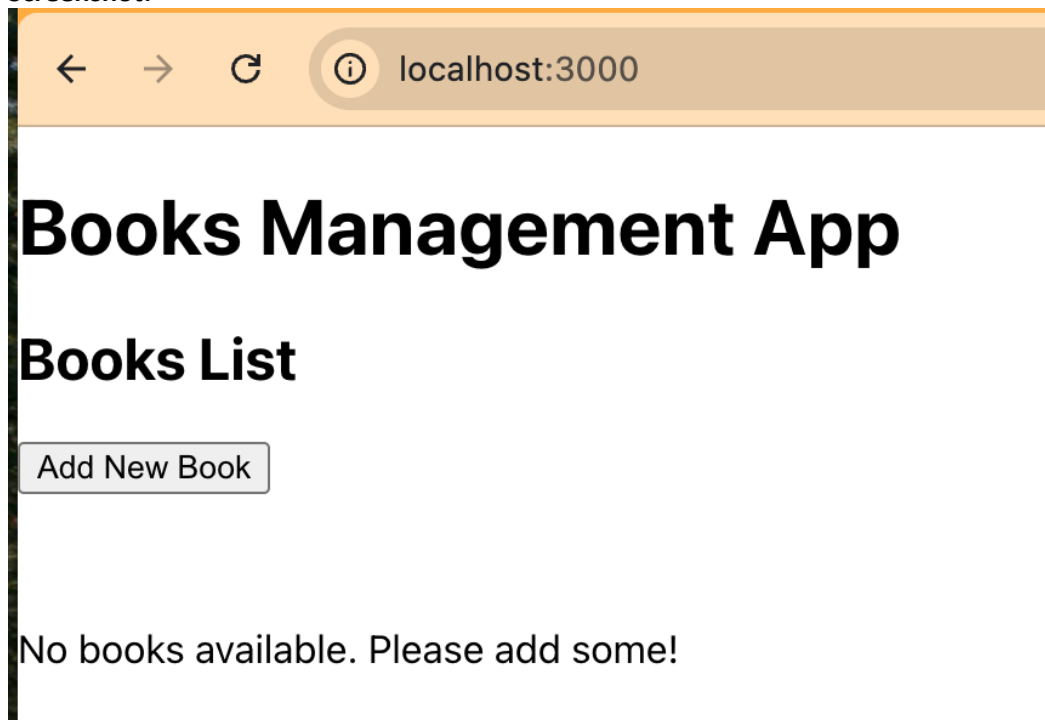 localhost:3000
Books Management App
Books List
Add New Book
No books available. Please add some!